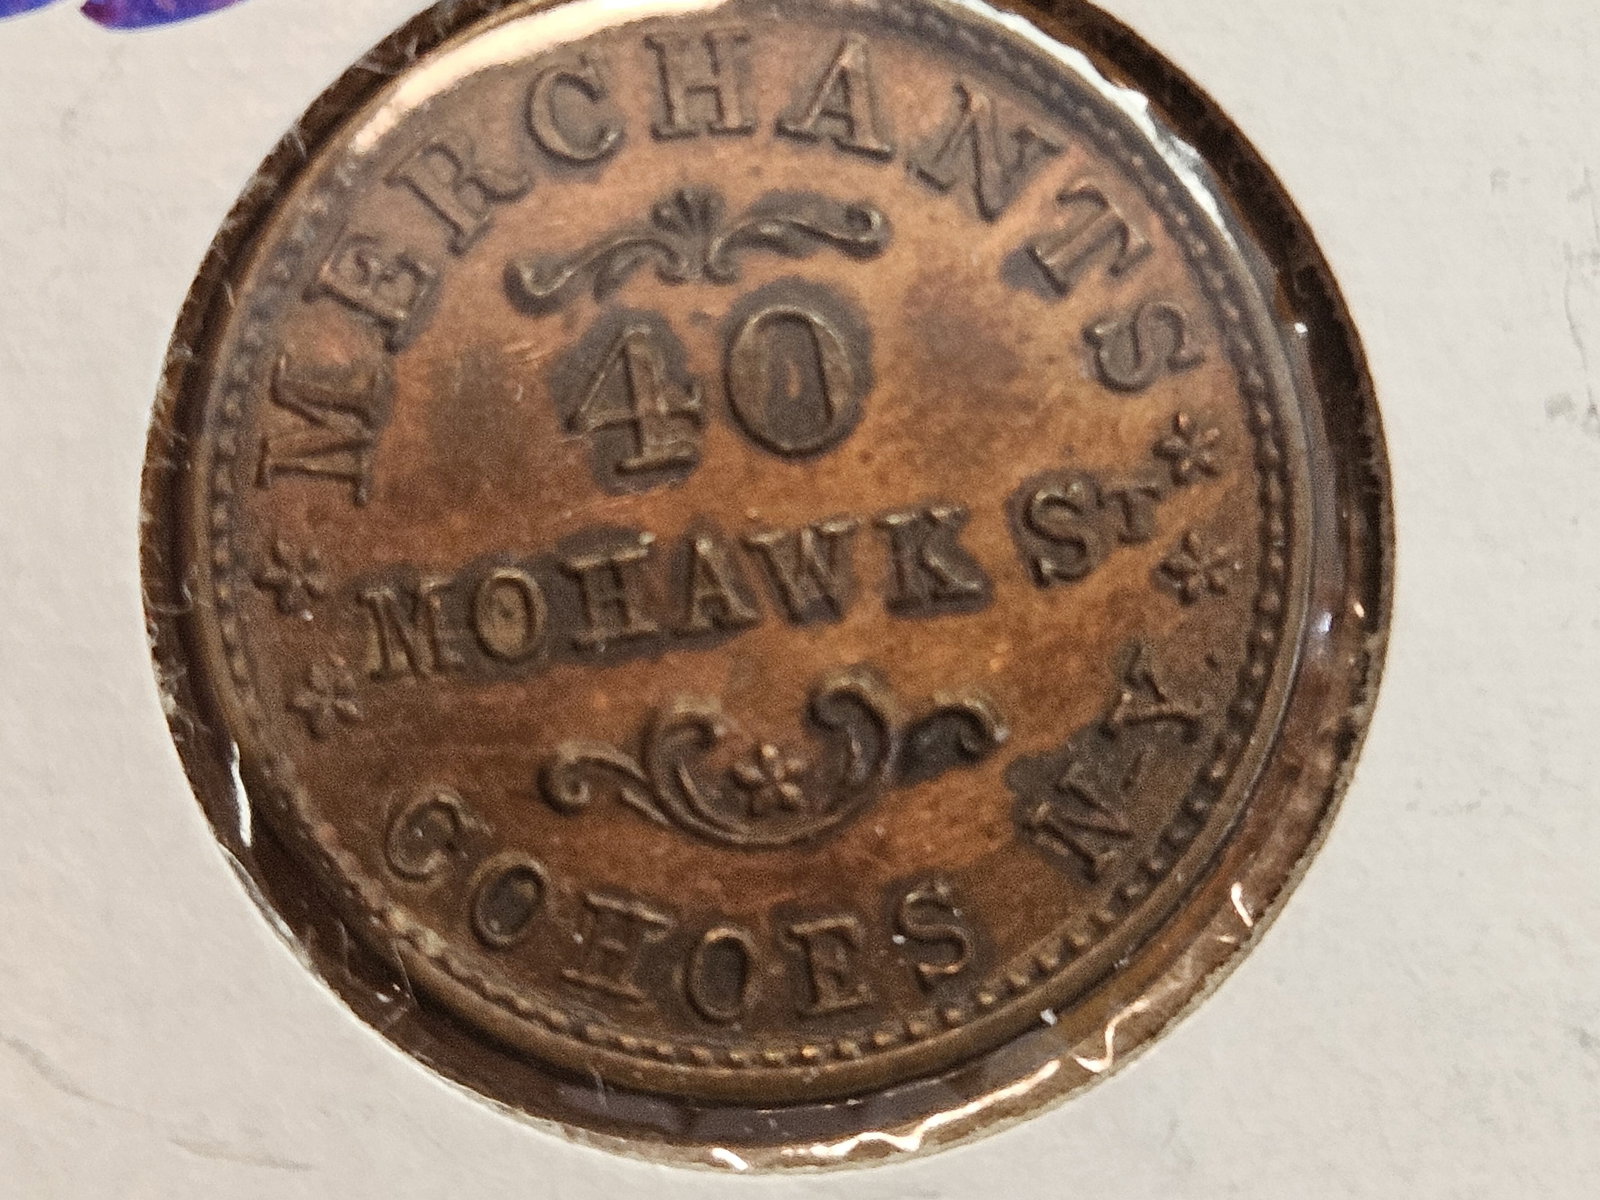 MERCHANTS
40
MOHAWK ST
COHOES N-Y